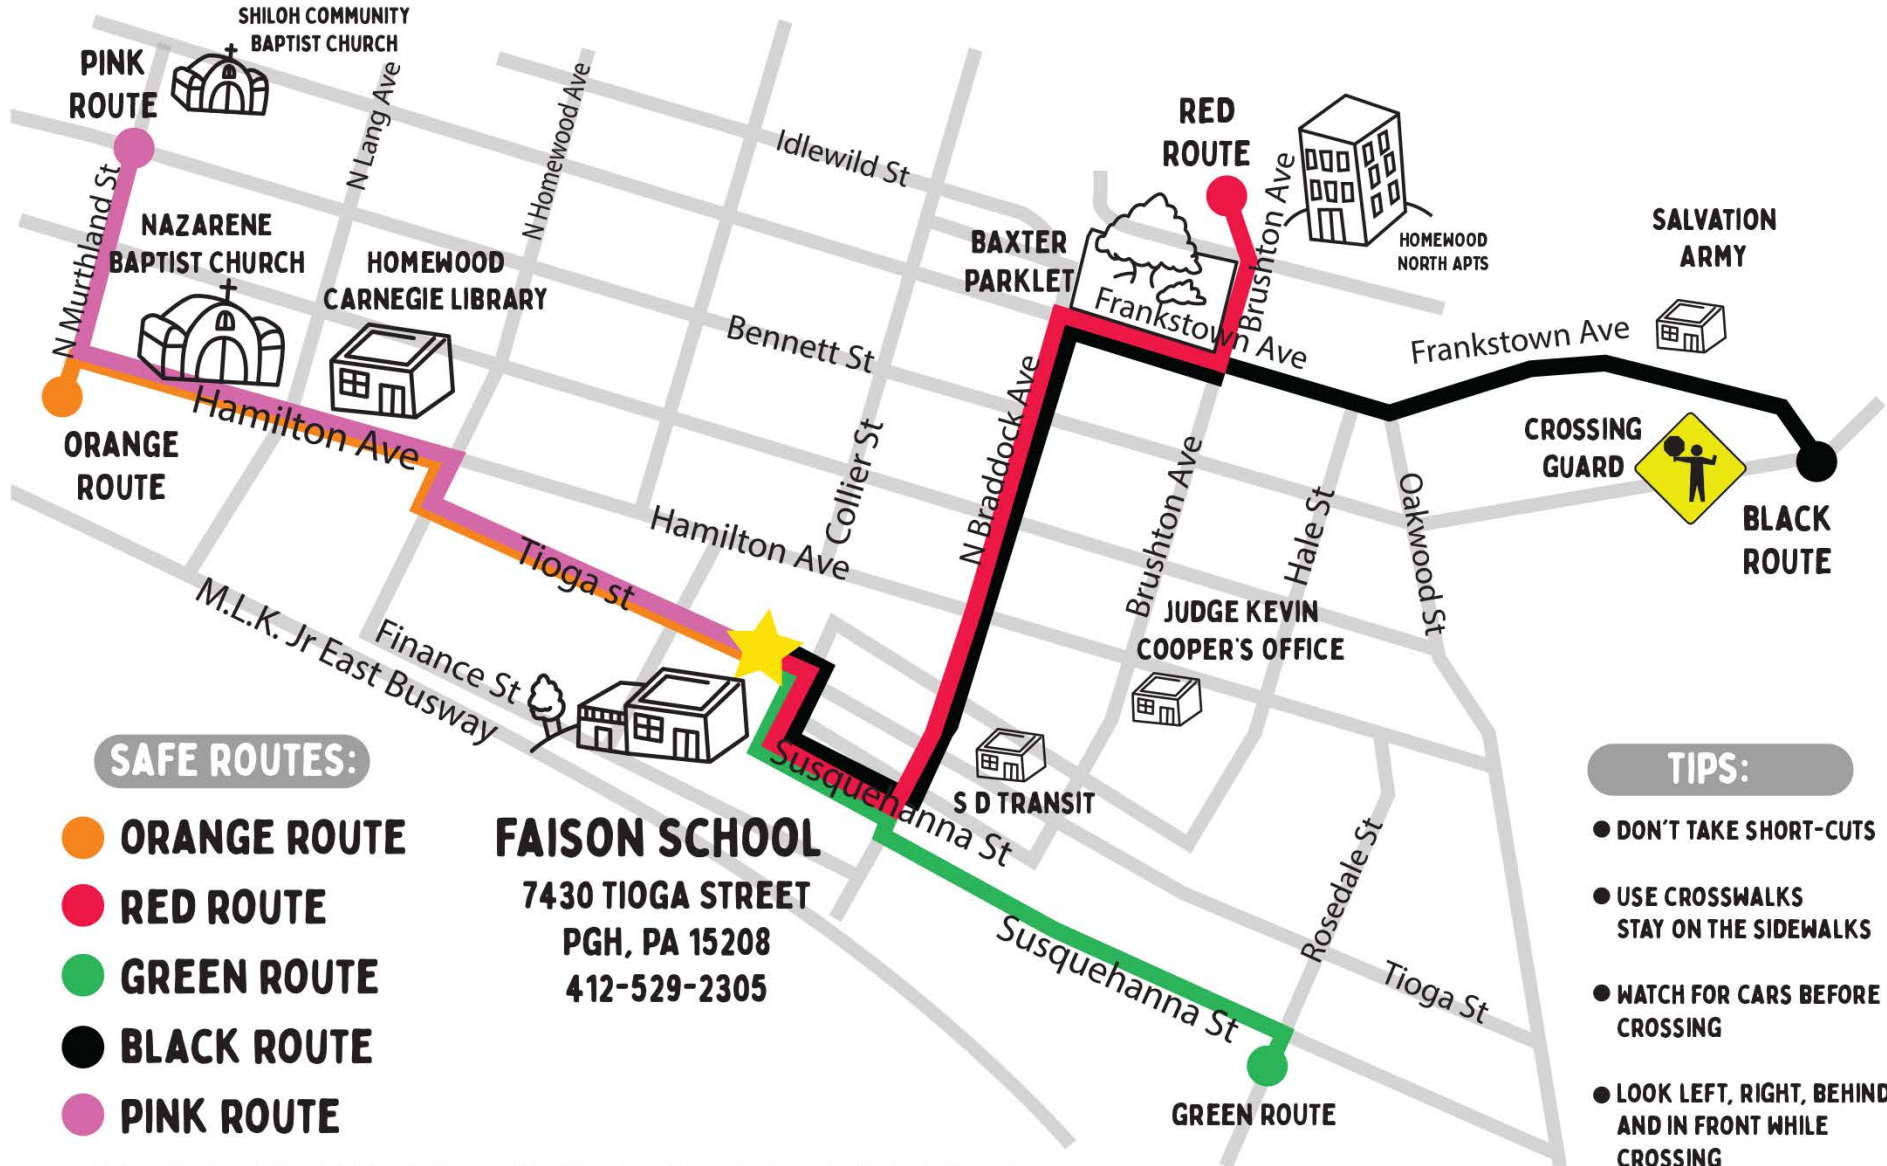 SHILOH COMMUNITY
BAPTIST CHURCH
PINK
ROUTE
N Lang Ave
N Homewood Ave
Idlewild St
RED
ROUTE
Brushton Ave
HOMEWOOD
NORTH APTS
SALVATION
ARMY
N Murthland St
NAZARENE
BAPTIST CHURCH
HOMEWOOD
CARNEGIE LIBRARY
BAXTER
PARKLET
Frankstown Ave
Frankstown Ave
Bennett St
ORANGE
ROUTE
Hamilton Ave
Collier St
N Braddock Ave
Brushton Ave
Hale St
Oakwood St
CROSSING
GUARD
BLACK
ROUTE
Hamilton Ave
Tioga st
M.L.K. Jr East Busway
Finance St
JUDGE KEVIN
COOPER'S OFFICE
S D TRANSIT
Susquehanna St
Rosedale St
Susquehanna St
Tioga St
GREEN ROUTE
SAFE ROUTES:
ORANGE ROUTE
RED ROUTE
GREEN ROUTE
BLACK ROUTE
PINK ROUTE
FAISON SCHOOL
7430 TIOGA STREET
PGH, PA 15208
412-529-2305
TIPS:
● DON'T TAKE SHORT-CUTS
● USE CROSSWALKS
STAY ON THE SIDEWALKS
● WATCH FOR CARS BEFORE
CROSSING
● LOOK LEFT, RIGHT, BEHIND
AND IN FRONT WHILE
CROSSING